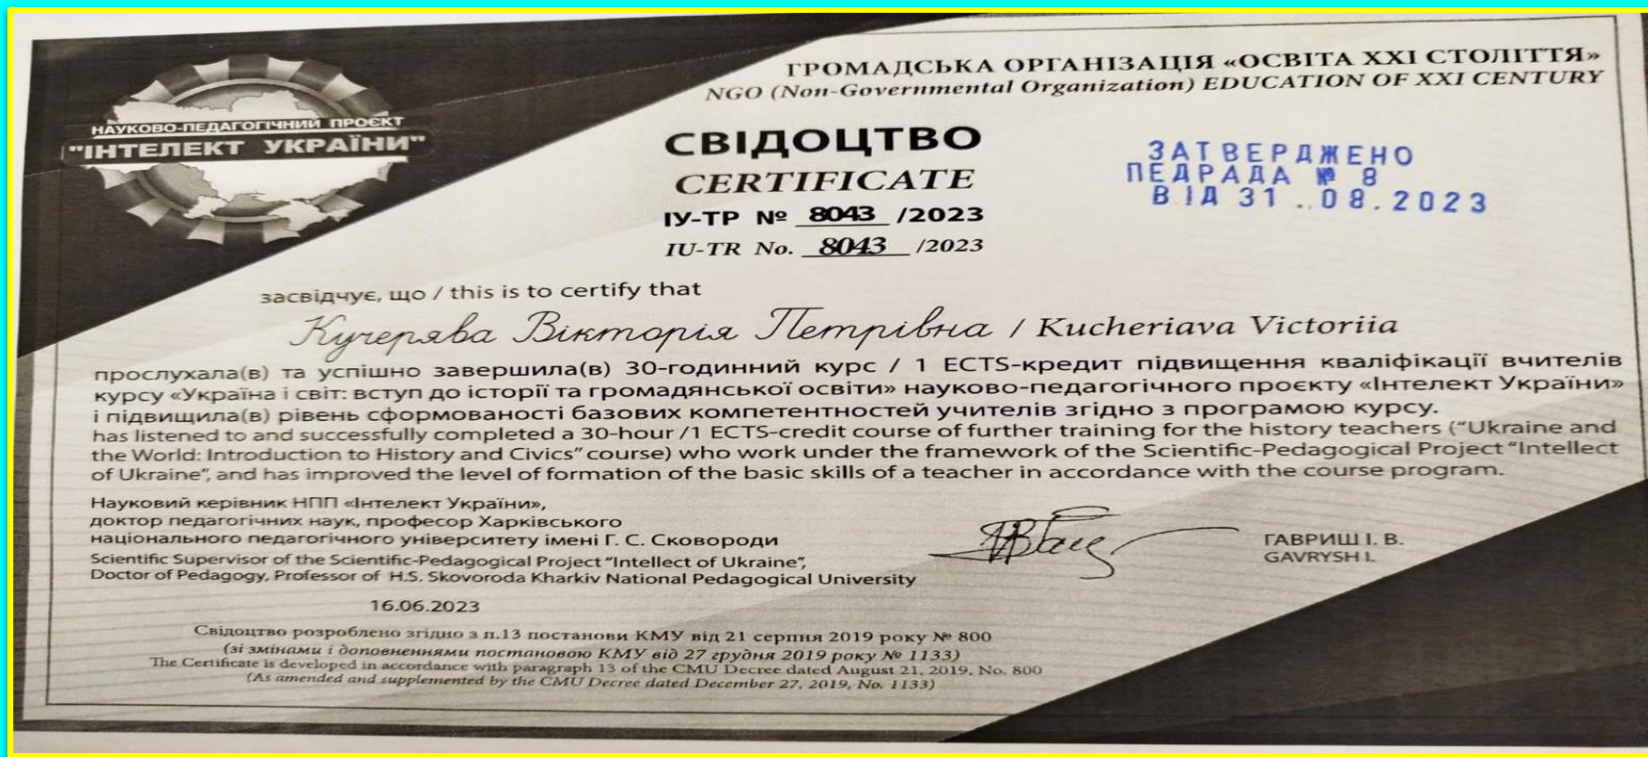 НАУКОВО-ПЕДАГОГІЧНИЙ ПРОЄКТ
"ІНТЕЛЕКТ УКРАЇНИ"
ГРОМАДСЬКА ОРГАНІЗАЦІЯ «ОСВІТА ХХІ СТОЛІТТЯ»
NGO (Non-Governmental Organization) EDUCATION OF XXI CENTURY
СВІДОЦТВО
CERTIFICATE
ІУ-ТР № 8043 /2023
IU-TR No. 8043 /2023
ЗАТВЕРДЖЕНО
ПЕДРАДА № 8
ВІД 31.08.2023
засвідчує, що / this is to certify that
Кучерява Вікторія Петрівна / Kucheriava Victoriia
прослухала(в) та успішно завершила(в) 30-годинний курс / 1 ECTS-кредит підвищення кваліфікації вчителів
курсу «Україна і світ: вступ до історії та громадянської освіти» науково-педагогічного проєкту «Інтелект України»
і підвищила(в) рівень сформованості базових компетентностей учителів згідно з програмою курсу.
has listened to and successfully completed a 30-hour /1 ECTS-credit course of further training for the history teachers (“Ukraine and
the World: Introduction to History and Civics” course) who work under the framework of the Scientific-Pedagogical Project “Intellect
of Ukraine”, and has improved the level of formation of the basic skills of a teacher in accordance with the course program.
Науковий керівник НПП «Інтелект України»,
доктор педагогічних наук, професор Харківського
національного педагогічного університету імені Г. С. Сковороди
Scientific Supervisor of the Scientific-Pedagogical Project “Intellect of Ukraine”,
Doctor of Pedagogy, Professor of H.S. Skovoroda Kharkiv National Pedagogical University
ГАВРИШ І. В.
GAVRYSH I.
16.06.2023
Свідоцтво розроблено згідно з п.13 постанови КМУ від 21 серпня 2019 року № 800
(зі змінами і доповненнями постановою КМУ від 27 грудня 2019 року № 1133)
The Certificate is developed in accordance with paragraph 13 of the CMU Decree dated August 21, 2019, No. 800
(As amended and supplemented by the CMU Decree dated December 27, 2019, No. 1133)